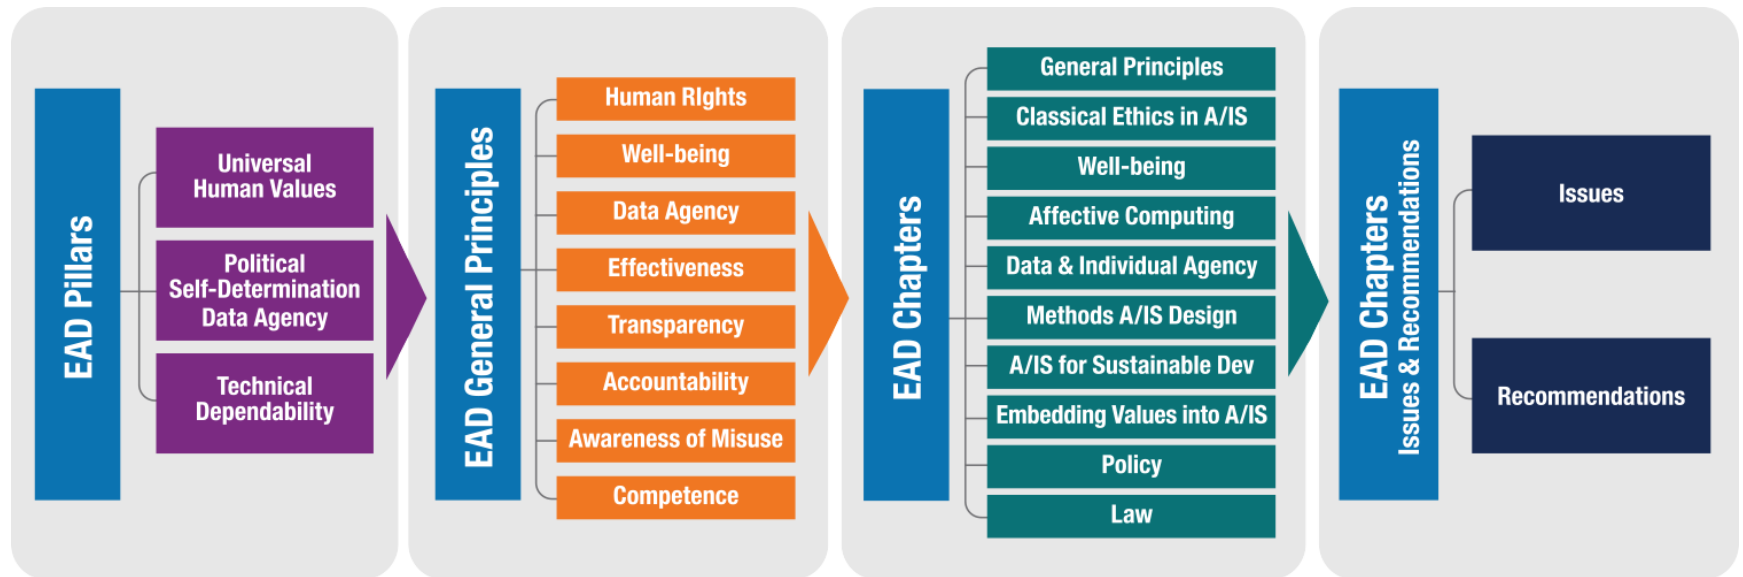 EAD Pillars
Universal
Human Values
Political
Self-Determination
Data Agency
Technical
Dependability
EAD General Principles
Human RIghts
Well-being
Data Agency
Effectiveness
Transparency
Accountability
Awareness of Misuse
Competence
EAD Chapters
General Principles
Classical Ethics in A/IS
Well-being
Affective Computing
Data & Individual Agency
Methods A/IS Design
A/IS for Sustainable Dev
Embedding Values into A/IS
Policy
Law
EAD Chapters
Issues & Recommendations
Issues
Recommendations